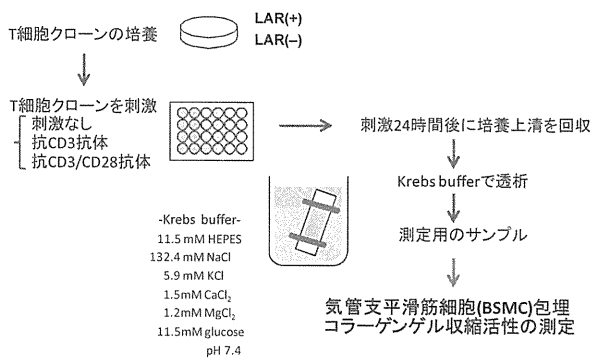 T細胞クローンの培養
LAR(+)
LAR(–)
T細胞クローンを刺激
刺激なし
抗CD3抗体
抗CD3/CD28抗体
刺激24時間後に培養上清を回収
Krebs bufferで透析
測定用のサンプル
気管支平滑筋細胞(BSMC)包埋
コラーゲンゲル収縮活性の測定
-Krebs buffer-
11.5 mM HEPES
132.4 mM NaCl
5.9 mM KCl
1.5mM CaCl₂
1.2mM MgCl₂
11.5mM glucose
pH 7.4